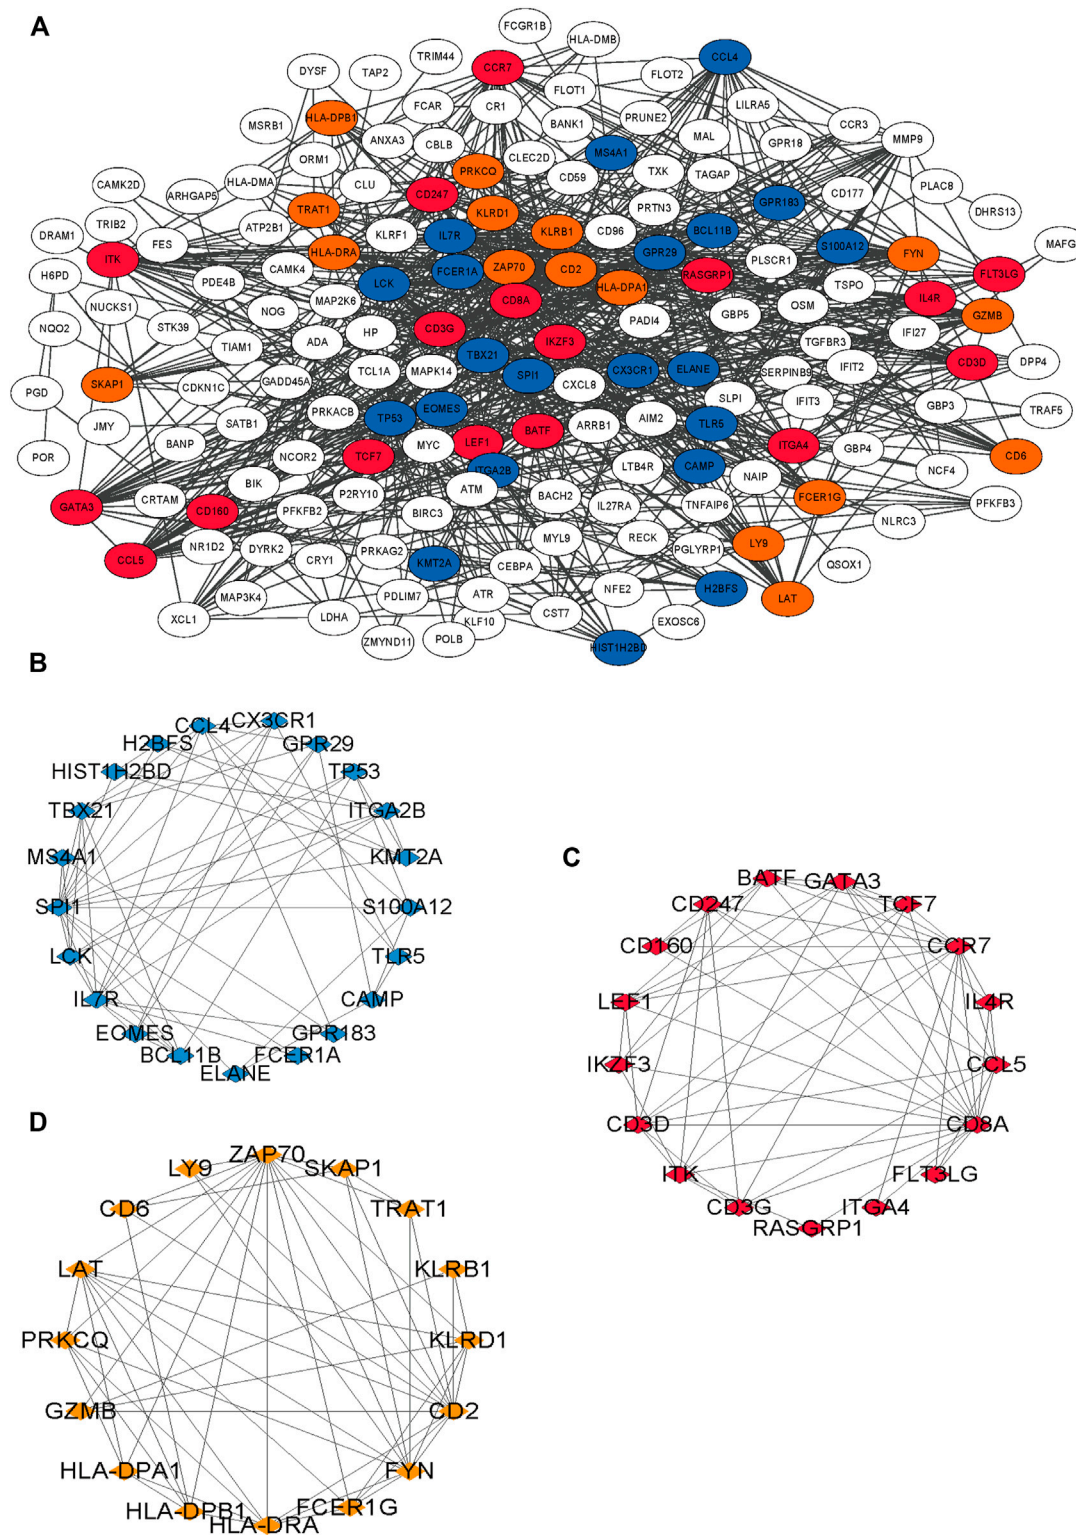 A
FCGR1B
HLA-DMB
TRIM44
CCR7
CCL4
DYSF
TAP2
FLOT2
FLOT1
LILRA5
FCAR
CR1
HLA-DPB1
BANK1
PRUNE2
CCR3
MSRB1
ANXA3
CBLB
MAL
GPR18
MMP9
MS4A1
CLEC2D
ORM1
PRKCQ
CD59
TXK
TAGAP
CAMK2D
ARHGAP5
HLA-DMA
CLU
CD247
CD177
PLAC8
GPR183
TRIB2
TRAT1
KLRD1
PRTN3
DHRS13
DRAM1
ATP2B1
KLRF1
IL7R
KLRB1
CD96
BCL11B
FES
HLA-DRA
GPR29
S100A12
MAFG
ITK
PLSCR1
FYN
H6PD
CAMK4
FCER1A
ZAP70
CD2
RASGRP1
FLT3LG
PDE4B
LCK
HLA-DPA1
TSPO
NUCKS1
MAP2K6
CD8A
IL4R
NOG
OSM
GZMB
NQO2
STK39
HP
CD3G
PADI4
GBP5
IFI27
ADA
IKZF3
TGFBR3
TIAM1
TBX21
CD3D
DPP4
TCL1A
MAPK14
SPI1
CX3CR1
ELANE
SERPINB9
IFIT2
SKAP1
CDKN1C
GADD45A
CXCL8
PGD
SLPI
IFIT3
GBP3
TRAF5
PRKACB
TP53
EOMES
JMY
SATB1
AIM2
TLR5
BANP
NCOR2
MYC
LEF1
BATF
ARRB1
ITGA4
GBP4
CD6
POR
TCF7
ITGA2B
LTB4R
CAMP
NAIP
NCF4
BIK
ATM
CRTAM
P2RY10
BACH2
FCER1G
PFKFB3
GATA3
CD160
PFKFB2
BIRC3
IL27RA
TNFAIP6
NLRC3
NR1D2
DYRK2
PRKAG2
MYL9
RECK
LY9
CCL5
CRY1
KMT2A
CEBPA
PGLYRP1
QSOX1
MAP3K4
PDLIM7
ATR
NFE2
H2BFS
LAT
XCL1
LDHA
KLF10
CST7
EXOSC6
ZMYND11
POLB
HIST1H2BD
B
CCL4
CX3CR1
H2BFS
GPR29
HIST1H2BD
TP53
TBX21
ITGA2B
MS4A1
KMT2A
SPI1
S100A12
LCK
TLR5
IL7R
CAMP
EOMES
GPR183
BCL11B
FCER1A
ELANE
C
BATF
GATA3
CD247
TCF7
CD160
CCR7
LEF1
IL4R
IKZF3
CCL5
CD3D
CD8A
ITK
FLT3LG
CD3G
ITGA4
RASGRP1
D
ZAP70
LY9
SKAP1
CD6
TRAT1
LAT
KLRB1
PRKCQ
KLRD1
GZMB
CD2
HLA-DPA1
FYN
HLA-DPB1
FCER1G
HLA-DRA